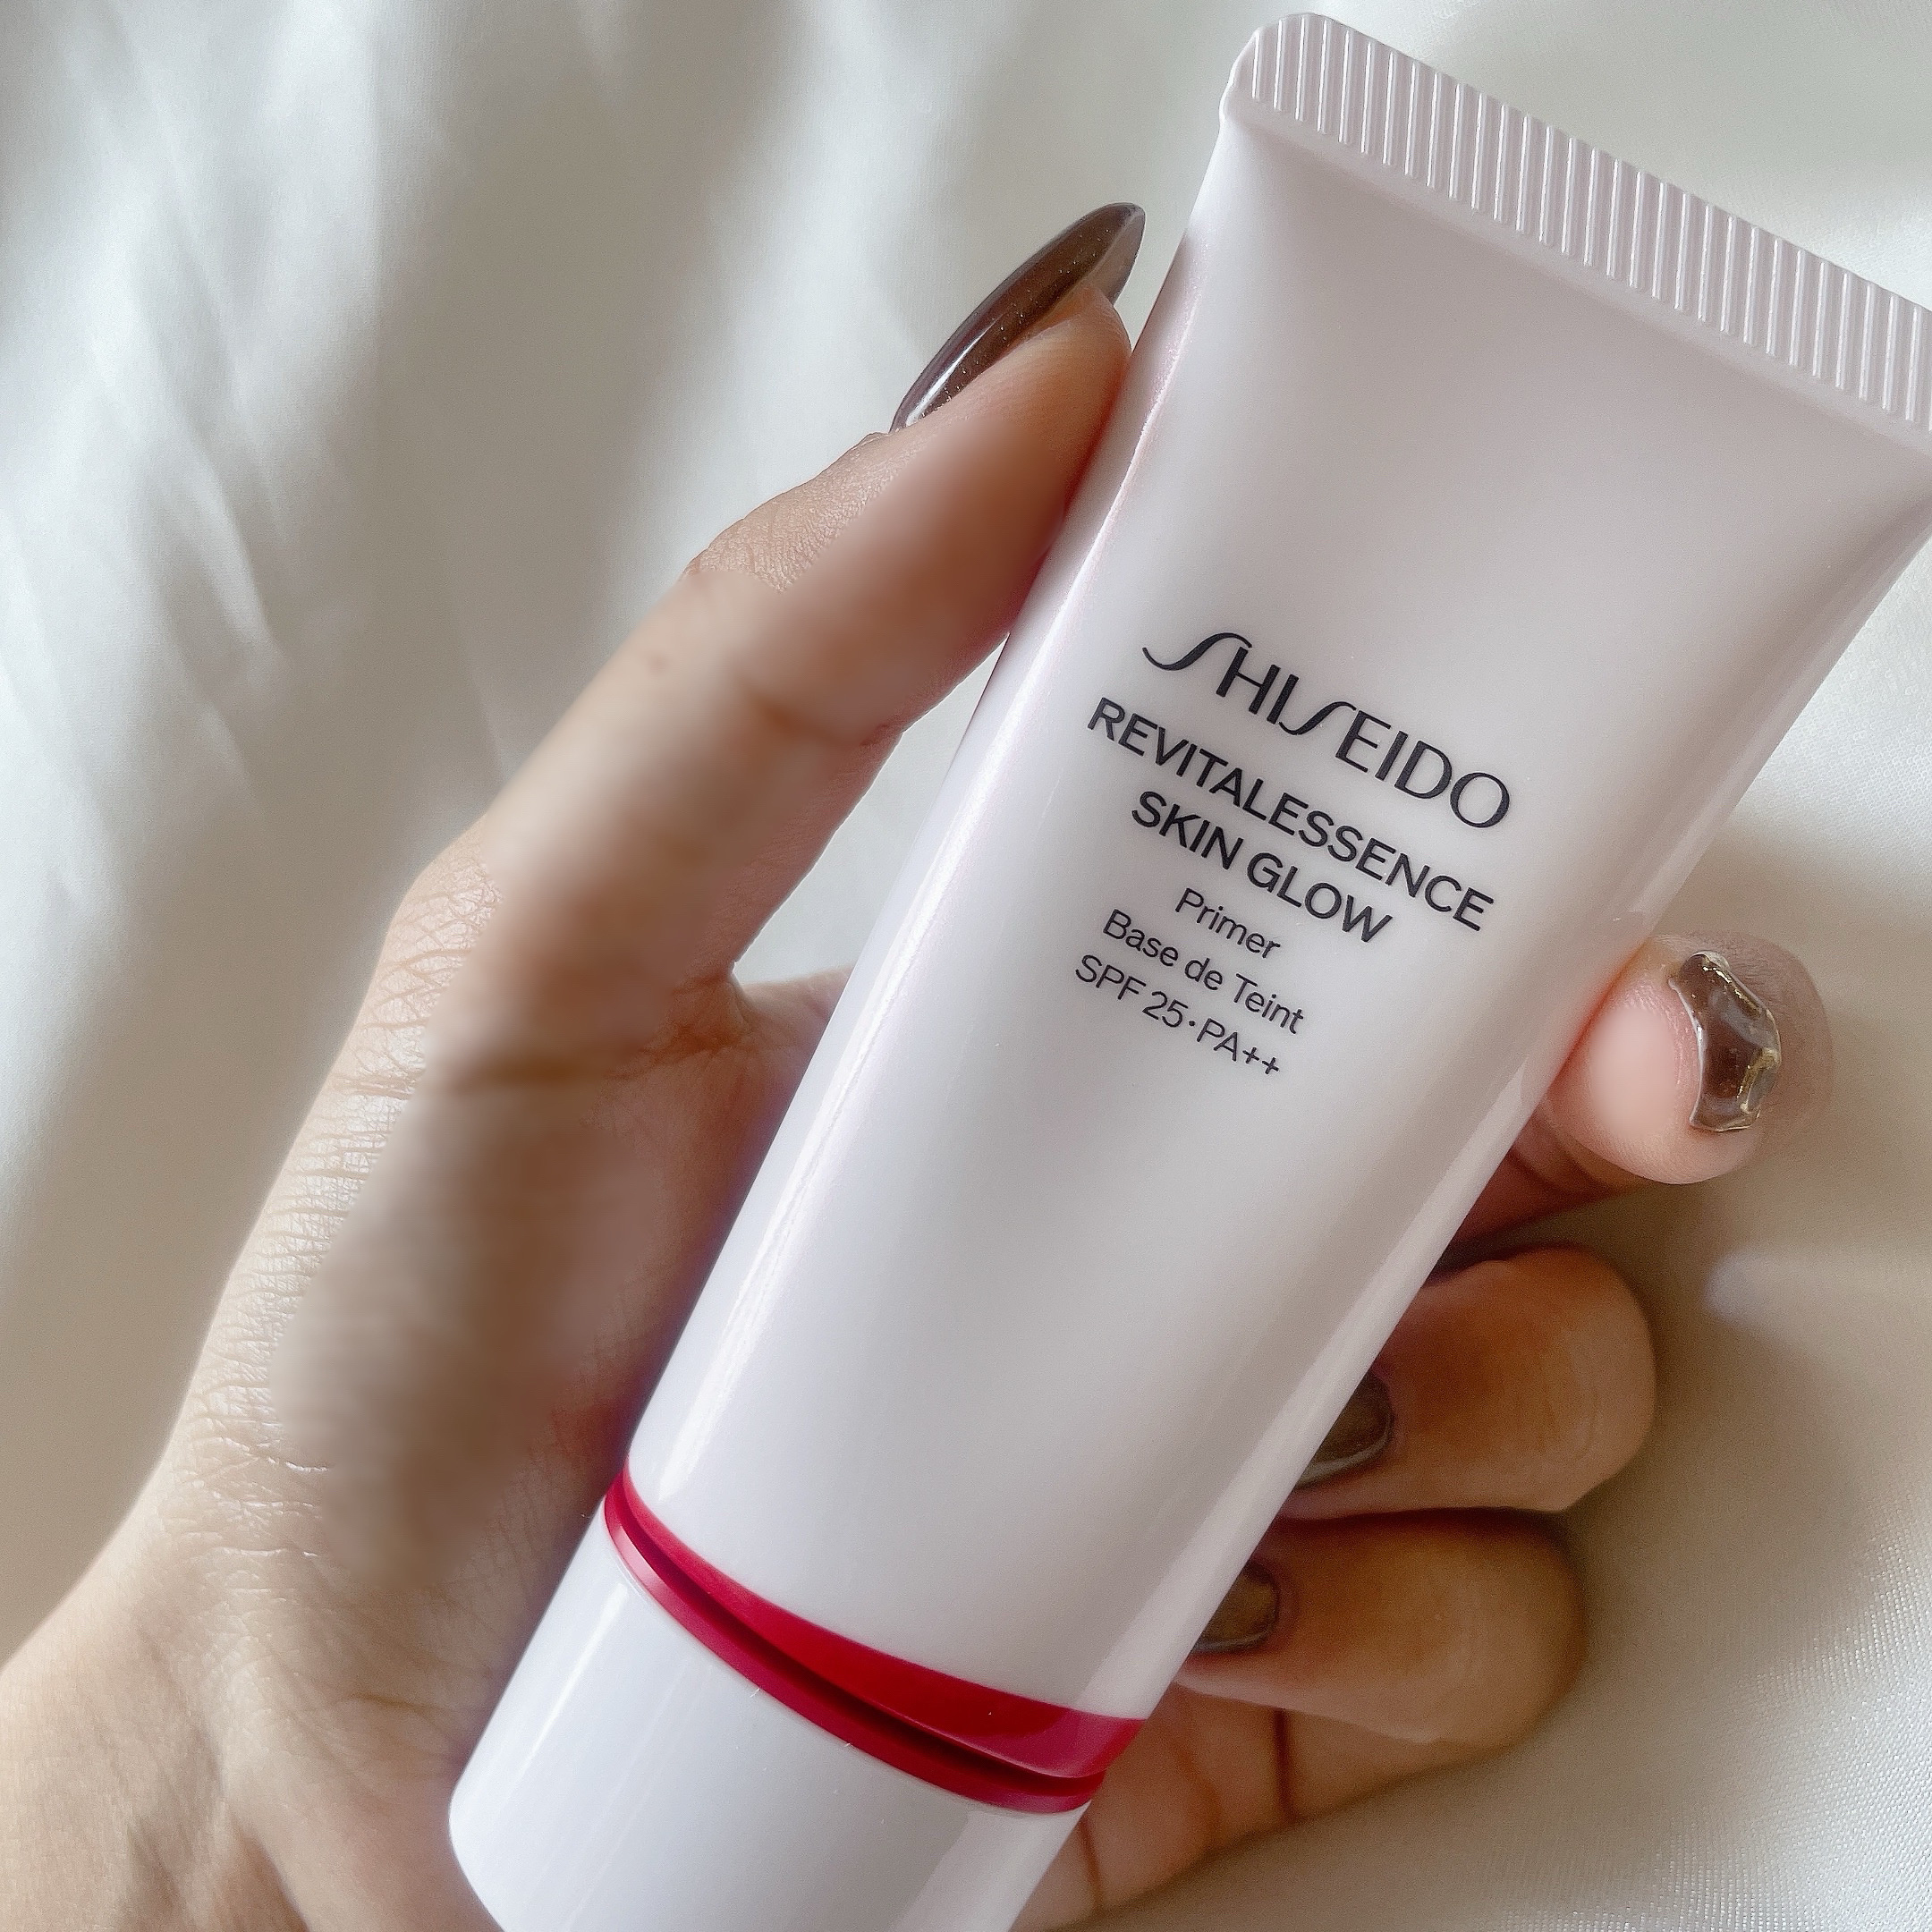 SHISEIDO
REVITALESSENCE
SKIN GLOW
Primer
Base de Teint
SPF 25・PA++